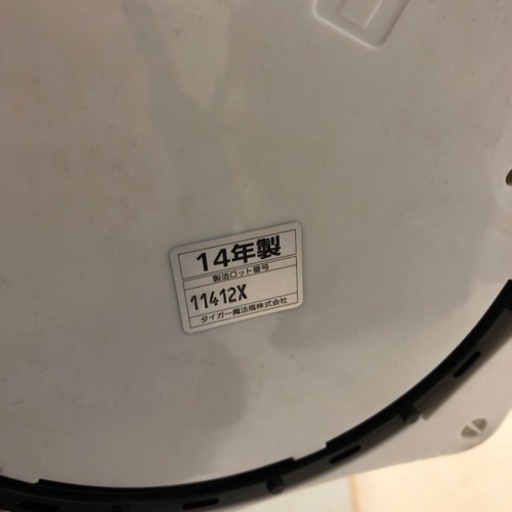 14年製
製造ロット番号
11412X
タイガー魔法瓶株式会社